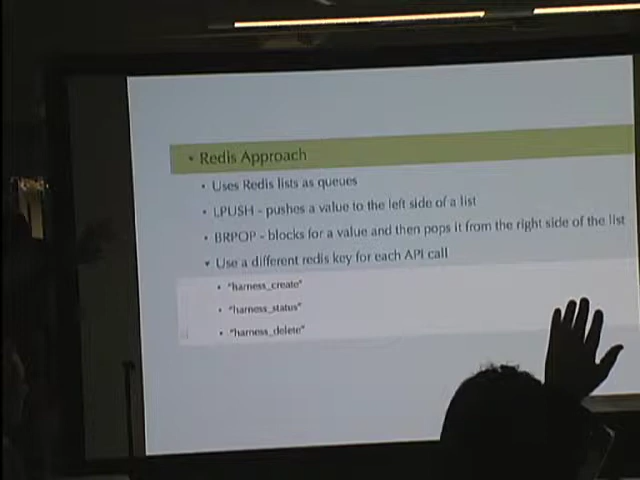 • Redis Approach
• Uses Redis lists as queues
• LPUSH - pushes a value to the left side of a list
• BRPOP - blocks for a value and then pops it from the right side of the list
▾ Use a different redis key for each API call
• "harness_create"
• "harness_status"
• "harness_delete"